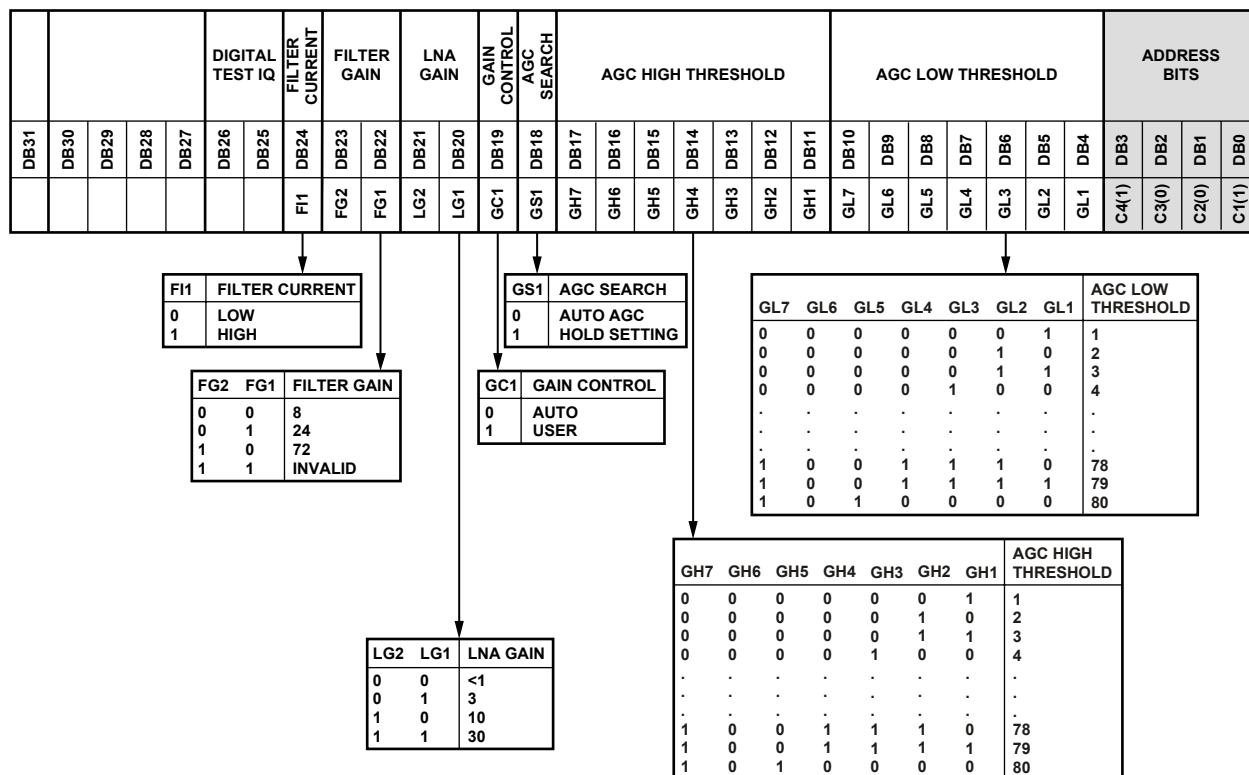 DIGITAL TEST IQ
FILTER CURRENT
FILTER GAIN
LNA GAIN
GAIN CONTROL
AGC SEARCH
AGC HIGH THRESHOLD
AGC LOW THRESHOLD
ADDRESS BITS
DB31 DB30 DB29 DB28 DB27 DB26 DB25 DB24 DB23 DB22 DB21 DB20 DB19 DB18 DB17 DB16 DB15 DB14 DB13 DB12 DB11 DB10 DB9 DB8 DB7 DB6 DB5 DB4 DB3 DB2 DB1 DB0
FI1 FG2 FG1 LG2 LG1 GC1 GS1 GH7 GH6 GH5 GH4 GH3 GH2 GH1 GL7 GL6 GL5 GL4 GL3 GL2 GL1 C4(1) C3(0) C2(0) C1(1)
FI1 FILTER CURRENT
0 LOW
1 HIGH
GS1 AGC SEARCH
0 AUTO AGC
1 HOLD SETTING
FG2 FG1 FILTER GAIN
0 0 8
0 1 24
1 0 72
1 1 INVALID
GC1 GAIN CONTROL
0 AUTO
1 USER
GL7 GL6 GL5 GL4 GL3 GL2 GL1 AGC LOW THRESHOLD
0 0 0 0 0 0 1 1
0 0 0 0 0 1 0 2
0 0 0 0 0 1 1 3
0 0 0 0 1 0 0 4
. . . . . . . .
. . . . . . . .
. . . . . . . .
1 0 0 1 1 1 0 78
1 0 0 1 1 1 1 79
1 0 1 0 0 0 0 80
LG2 LG1 LNA GAIN
0 0 <1
0 1 3
1 0 10
1 1 30
GH7 GH6 GH5 GH4 GH3 GH2 GH1 AGC HIGH THRESHOLD
0 0 0 0 0 0 1 1
0 0 0 0 0 1 0 2
0 0 0 0 0 1 1 3
0 0 0 0 1 0 0 4
. . . . . . . .
. . . . . . . .
. . . . . . . .
1 0 0 1 1 1 0 78
1 0 0 1 1 1 1 79
1 0 1 0 0 0 0 80